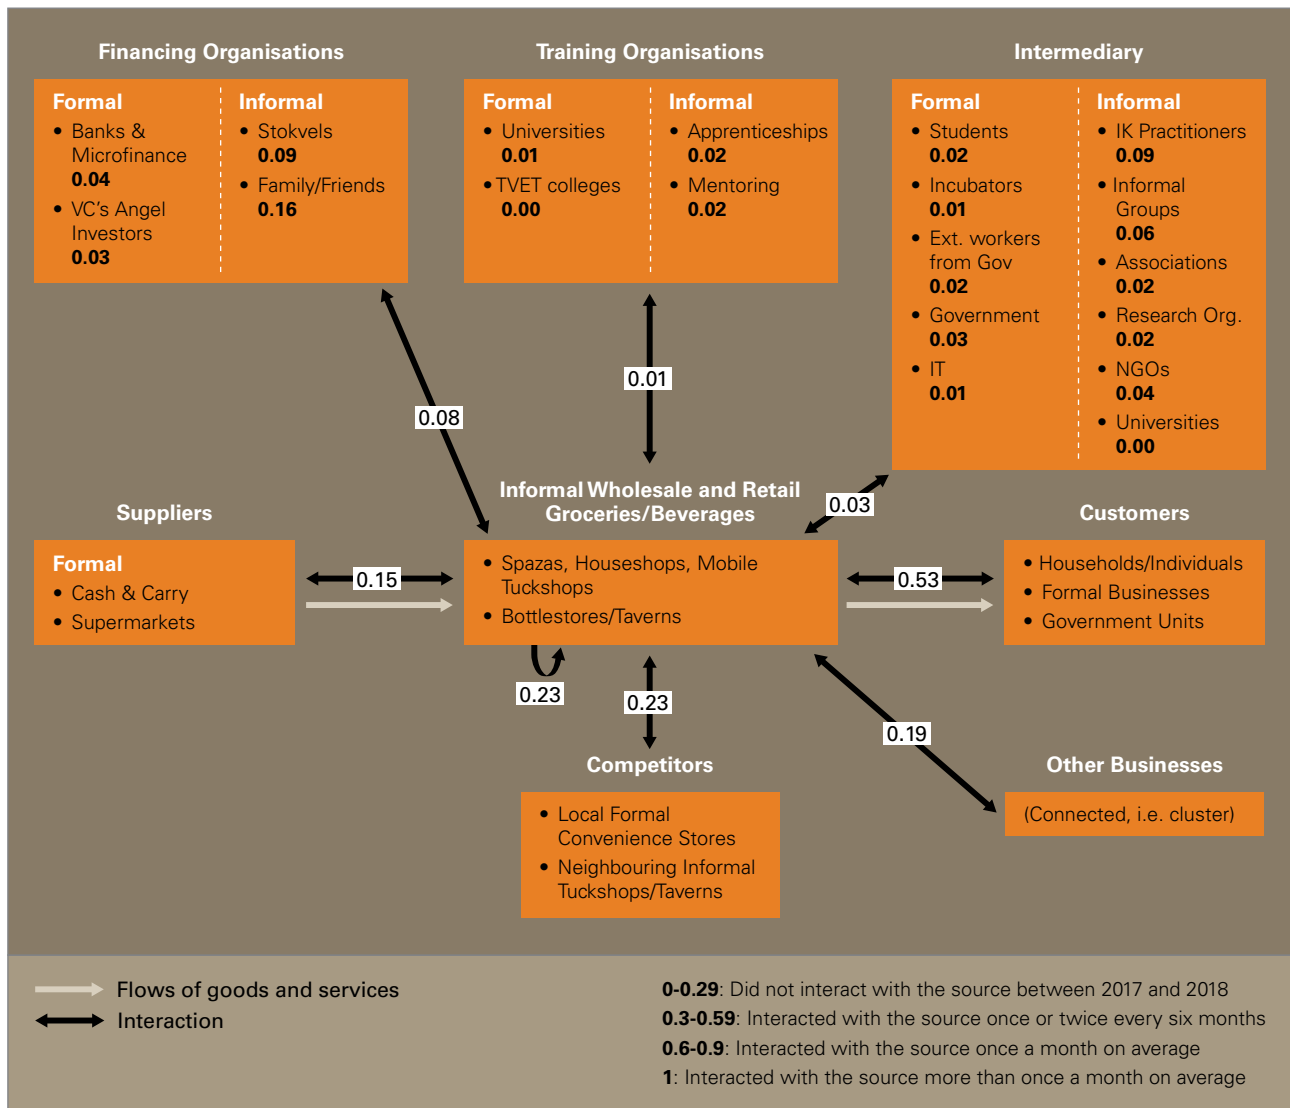 Financing Organisations
Formal
• Banks &
Microfinance
0.04
• VC's Angel
Investors
0.03
Informal
• Stokvels
0.09
• Family/Friends
0.16
Training Organisations
Formal
• Universities
0.01
• TVET colleges
0.00
Informal
• Apprenticeships
0.02
• Mentoring
0.02
Intermediary
Formal
• Students
0.02
• Incubators
0.01
• Ext. workers
from Gov
0.02
• Government
0.03
• IT
0.01
Informal
• IK Practitioners
0.09
• Informal
Groups
0.06
• Associations
0.02
• Research Org.
0.02
• NGOs
0.04
• Universities
0.00
0.08
0.01
0.03
Suppliers
Formal
• Cash & Carry
• Supermarkets
0.15
Informal Wholesale and Retail
Groceries/Beverages
• Spazas, Houseshops, Mobile
Tuckshops
• Bottlestores/Taverns
0.53
Customers
• Households/Individuals
• Formal Businesses
• Government Units
0.23
0.23
0.19
Competitors
• Local Formal
Convenience Stores
• Neighbouring Informal
Tuckshops/Taverns
Other Businesses
(Connected, i.e. cluster)
Flows of goods and services
Interaction
0-0.29: Did not interact with the source between 2017 and 2018
0.3-0.59: Interacted with the source once or twice every six months
0.6-0.9: Interacted with the source once a month on average
1: Interacted with the source more than once a month on average